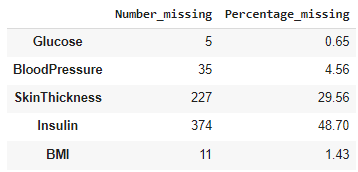 Number_missing Percentage_missing
Glucose 5 0.65
BloodPressure 35 4.56
SkinThickness 227 29.56
Insulin 374 48.70
BMI 11 1.43